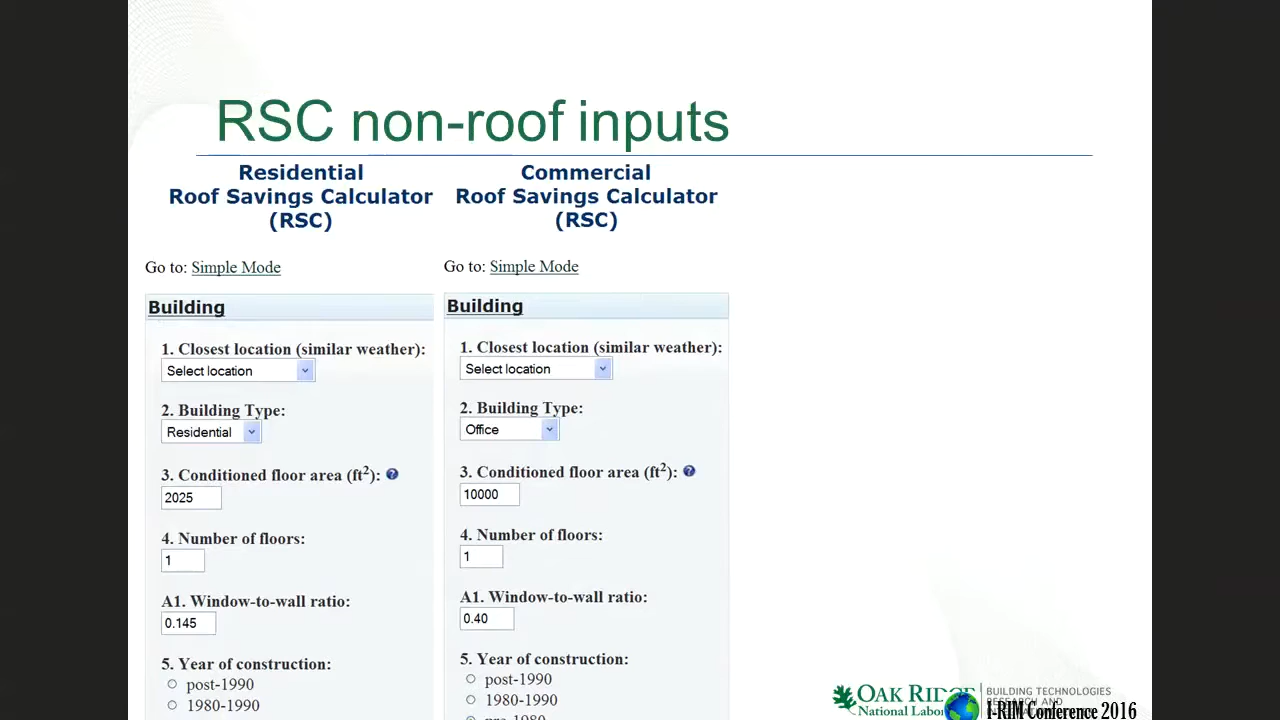 RSC non-roof inputs
Residential
Roof Savings Calculator
(RSC)
Go to: Simple Mode
Building
1. Closest location (similar weather):
Select location
2. Building Type:
Residential
3. Conditioned floor area (ft²):
2025
4. Number of floors:
1
A1. Window-to-wall ratio:
0.145
5. Year of construction:
post-1990
1980-1990
Commercial
Roof Savings Calculator
(RSC)
Go to: Simple Mode
Building
1. Closest location (similar weather):
Select location
2. Building Type:
Office
3. Conditioned floor area (ft²):
10000
4. Number of floors:
1
A1. Window-to-wall ratio:
0.40
5. Year of construction:
post-1990
1980-1990
pre-1980
OAK RIDGE
National
BUILDING TECHNOLOGIES
RESEARCH AND
I-RIM Conference 2016